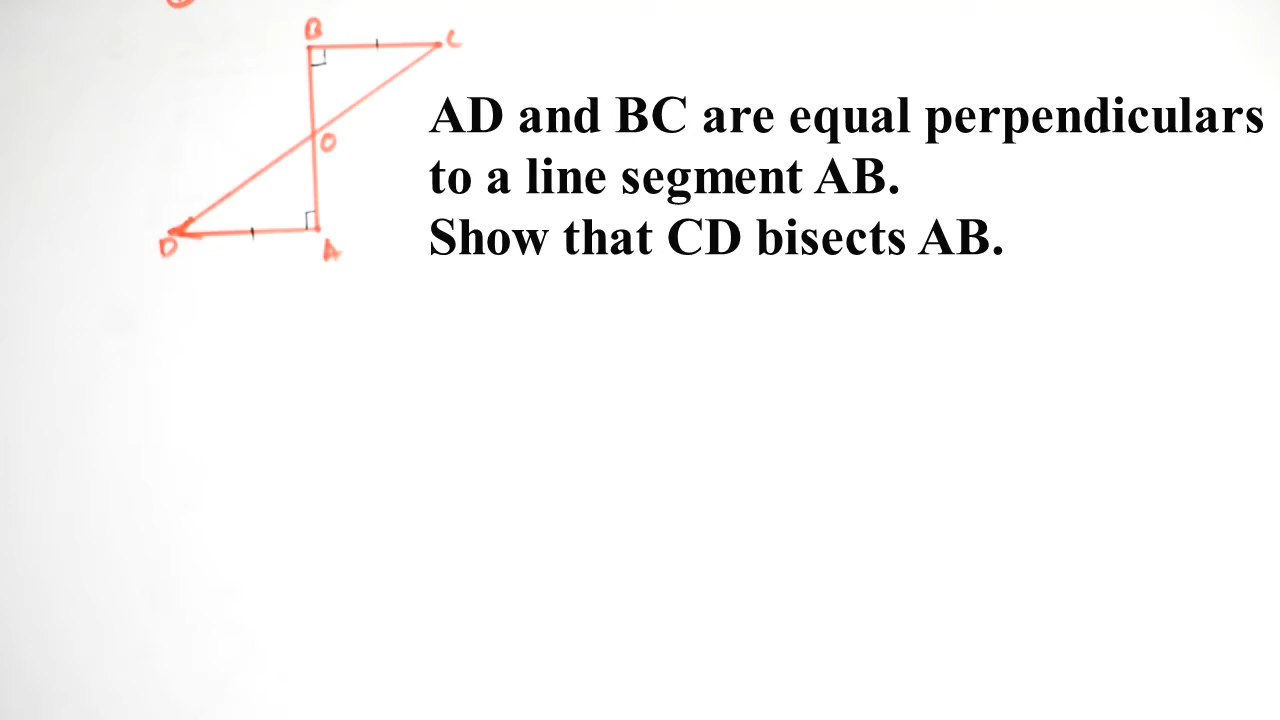 B
C
AD and BC are equal perpendiculars
O
to a line segment AB.
Show that CD bisects AB.
D
A